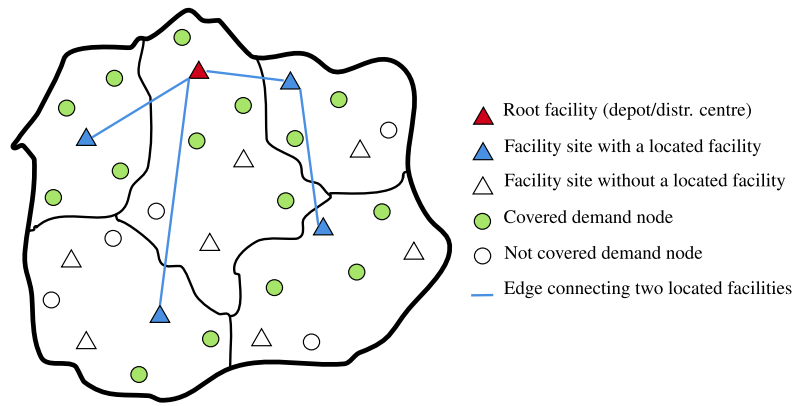 Root facility (depot/distr. centre)
Facility site with a located facility
Facility site without a located facility
Covered demand node
Not covered demand node
Edge connecting two located facilities